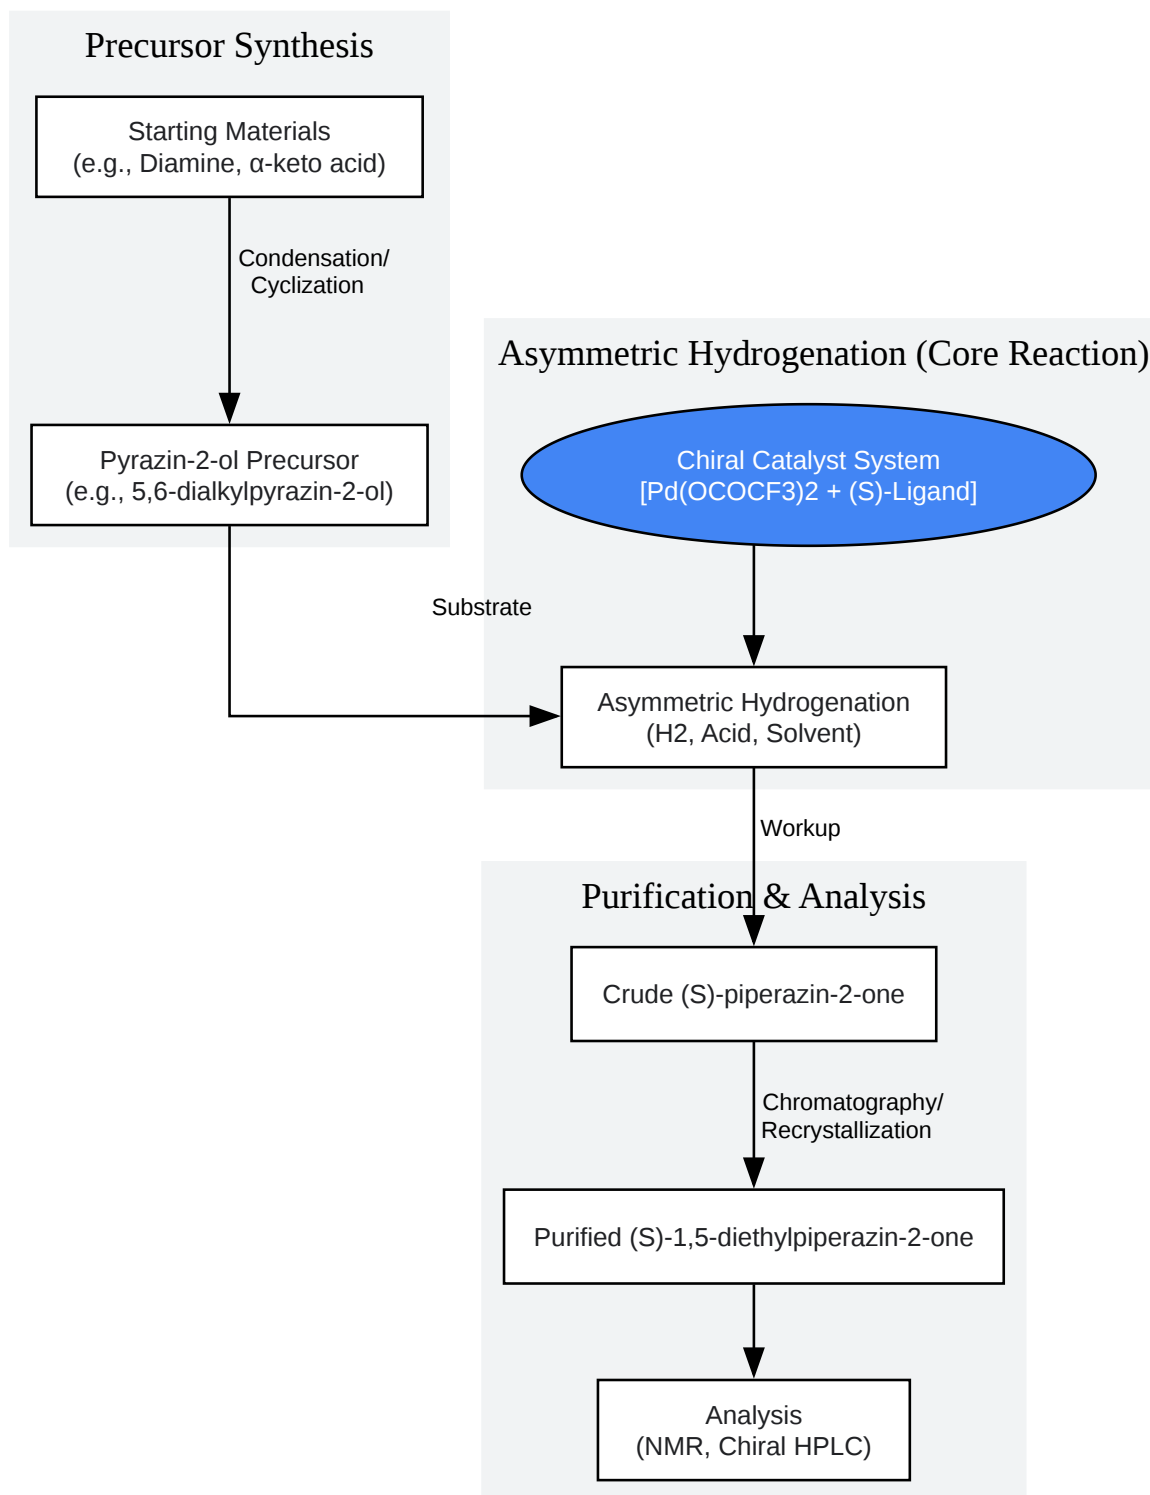 Precursor Synthesis
Starting Materials
(e.g., Diamine, α-keto acid)
Condensation/
Cyclization
Pyrazin-2-ol Precursor
(e.g., 5,6-dialkylpyrazin-2-ol)
Asymmetric Hydrogenation (Core Reaction)
Chiral Catalyst System
[Pd(OCOCF3)2 + (S)-Ligand]
Substrate
Asymmetric Hydrogenation
(H2, Acid, Solvent)
Workup
Purification & Analysis
Crude (S)-piperazin-2-one
Chromatography/
Recrystallization
Purified (S)-1,5-diethylpiperazin-2-one
Analysis
(NMR, Chiral HPLC)